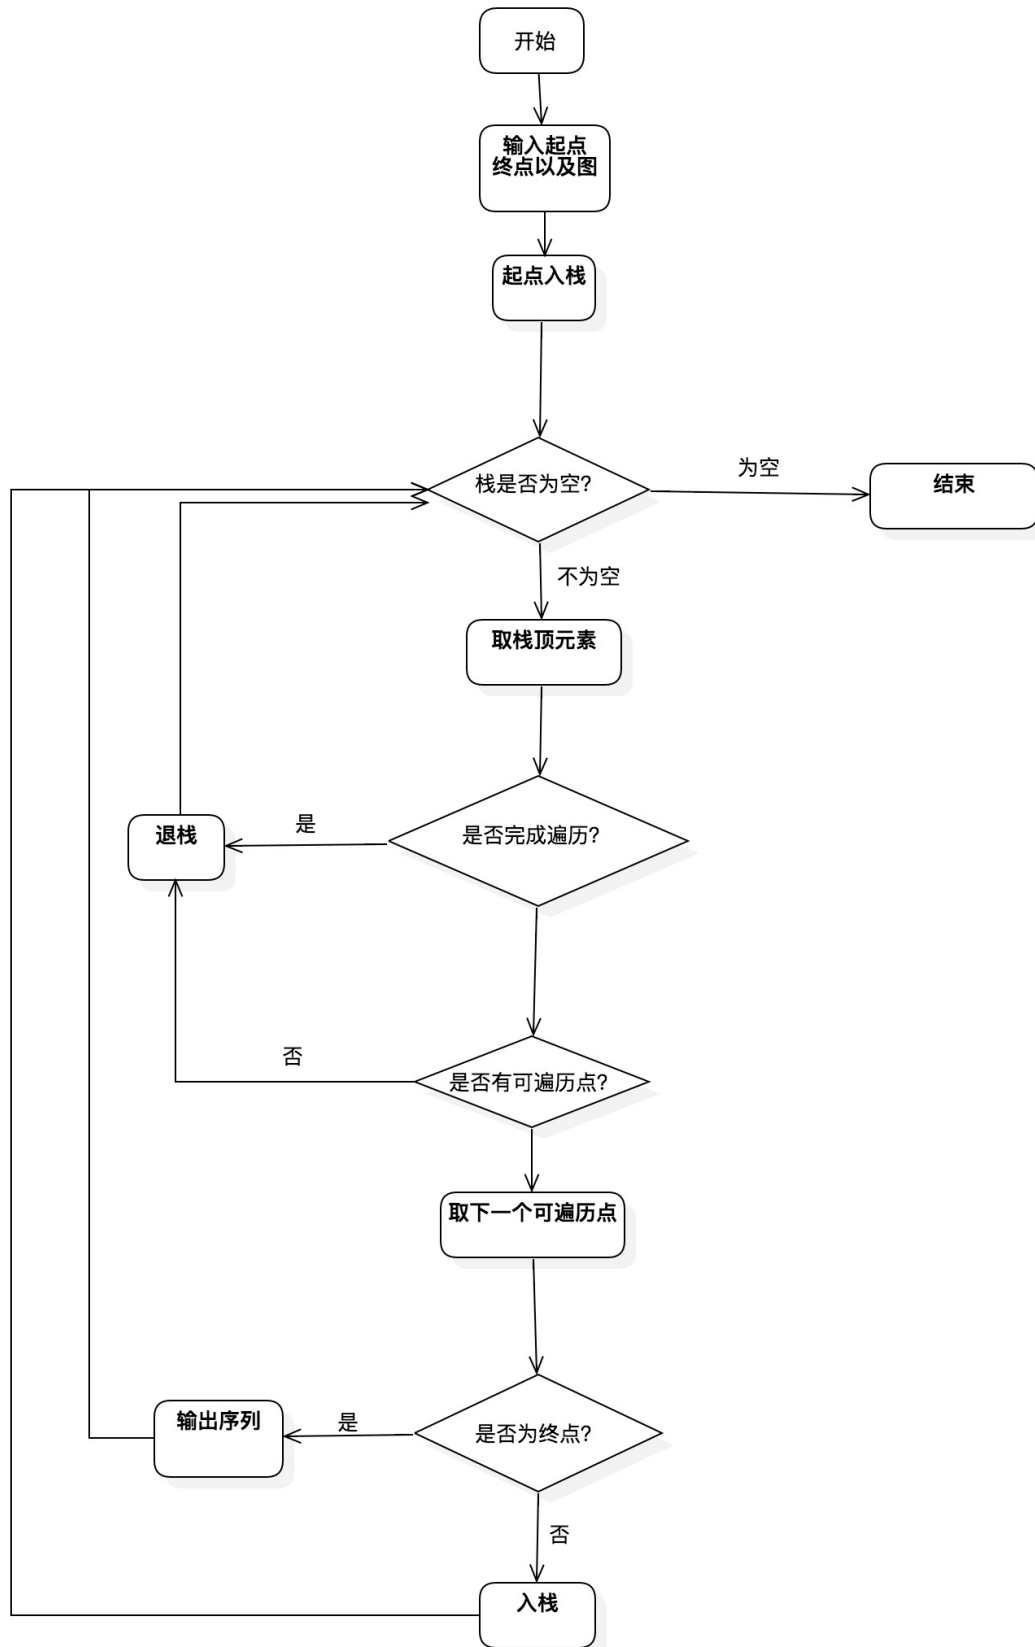 开始
输入起点
终点以及图
起点入栈
栈是否为空?
为空
结束
不为空
取栈顶元素
是否完成遍历?
是
退栈
否
是否有可遍历点?
取下一个可遍历点
是否为终点?
是
输出序列
否
入栈